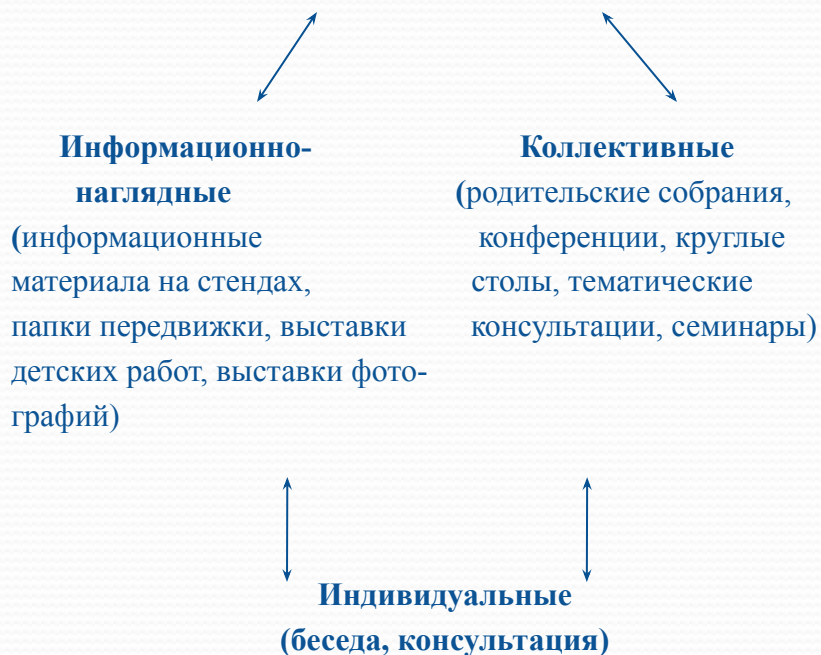 Информационно-
наглядные
(информационные
материала на стендах,
папки передвижки, выставки
детских работ, выставки фото-
графий)
Коллективные
(родительские собрания,
конференции, круглые
столы, тематические
консультации, семинары)
Индивидуальные
(беседа, консультация)